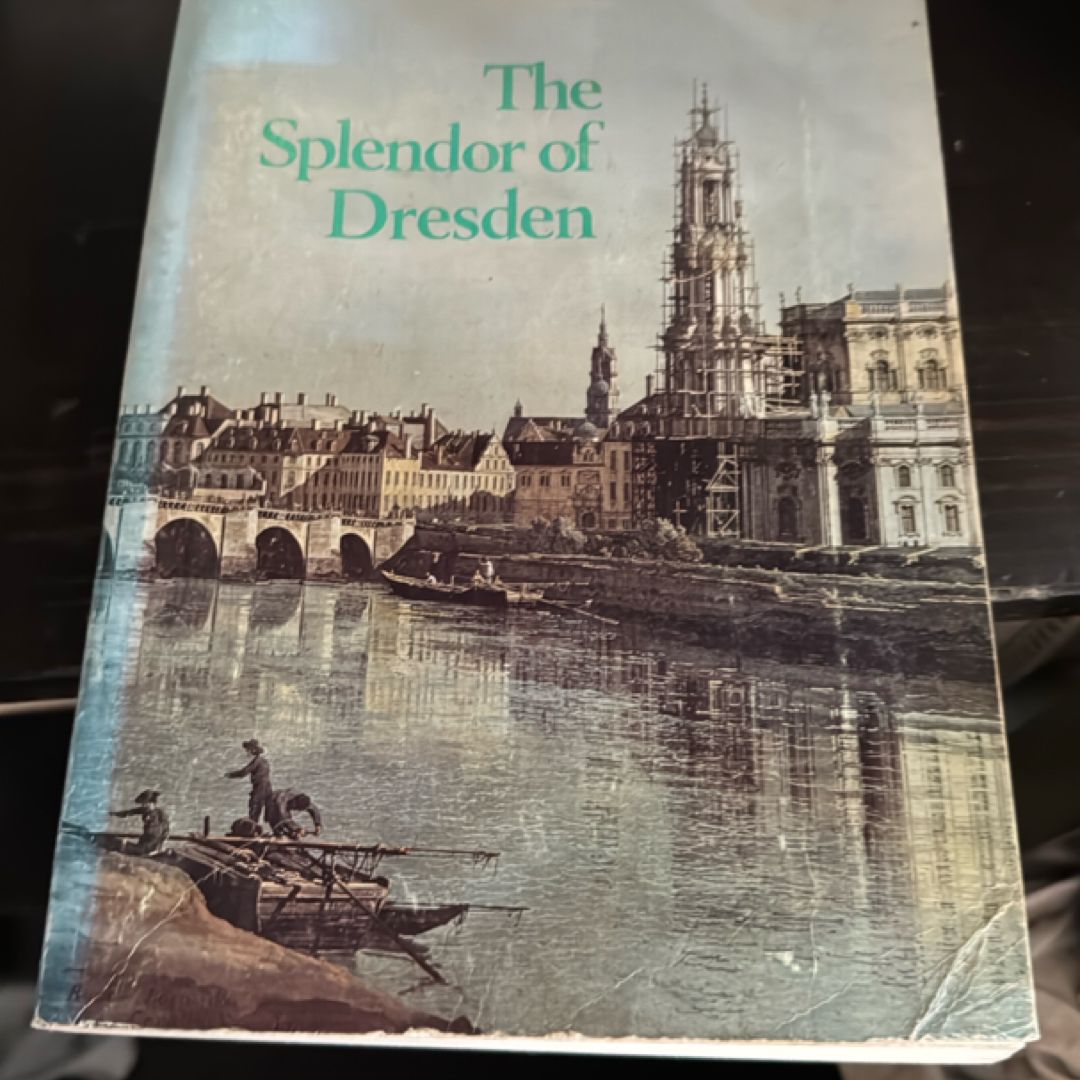 The
Splendor of
Dresden